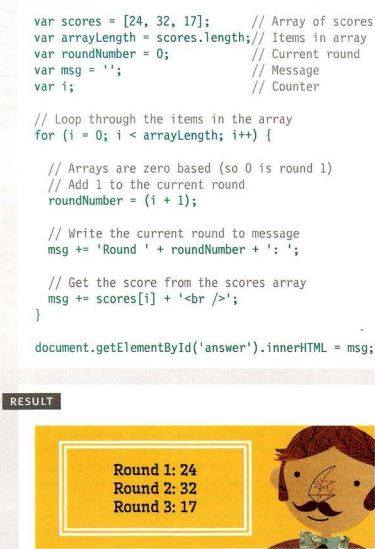 var scores = [24, 32, 17]; // Array of scores
var arrayLength = scores.length;// Items in array
var roundNumber = 0; // Current round
var msg = ''; // Message
var i; // Counter
// Loop through the items in the array
for (i = 0; i < arrayLength; i++) {
// Arrays are zero based (so 0 is round 1)
// Add 1 to the current round
roundNumber = (i + 1);
// Write the current round to message
msg += 'Round ' + roundNumber + ': ';
// Get the score from the scores array
msg += scores[i] + '<br />';
}
document.getElementById('answer').innerHTML = msg;
RESULT
Round 1: 24
Round 2: 32
Round 3: 17